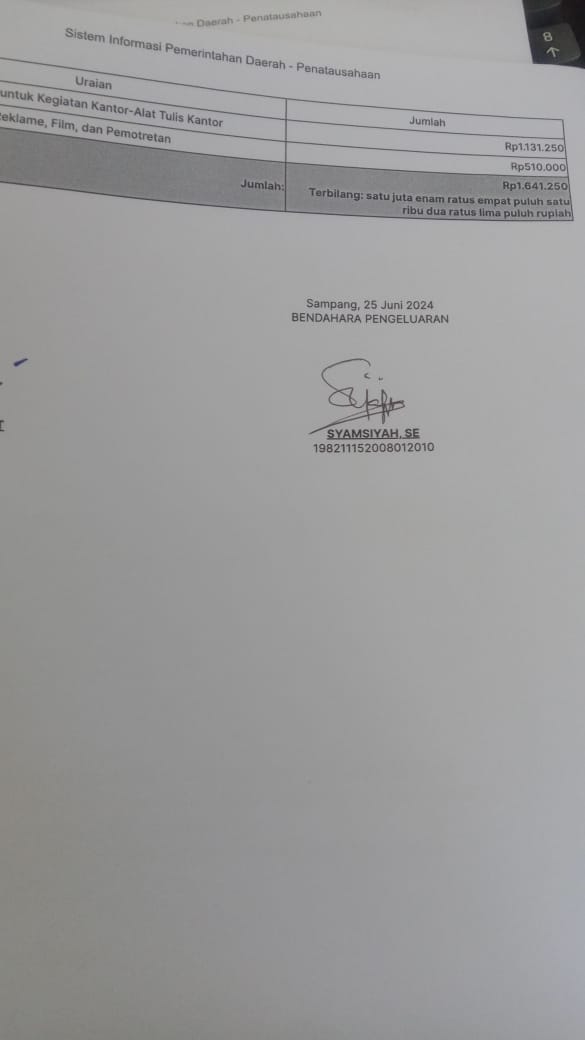 Daerah - Penatausahaan
8
Sistem Informasi Pemerintahan Daerah - Penatausahaan
Uraian
Jumlah
untuk Kegiatan Kantor-Alat Tulis Kantor
Rp1.131.250
Reklame, Film, dan Pemotretan
Rp510.000
Jumlah:
Rp1.641.250
Terbilang: satu juta enam ratus empat puluh satu
ribu dua ratus lima puluh rupiah
Sampang, 25 Juni 2024
BENDAHARA PENGELUARAN
SYAMSIYAH, SE
198211152008012010